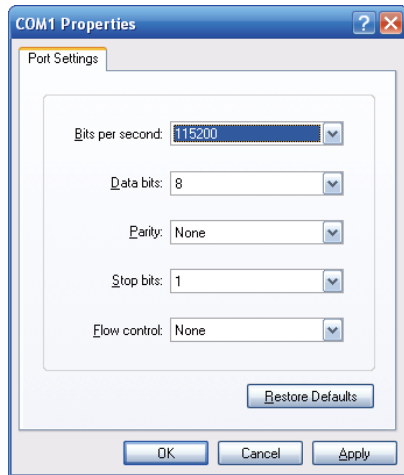 COM1 Properties
Port Settings
Bits per second: 115200
Data bits: 8
Parity: None
Stop bits: 1
Flow control: None
Restore Defaults
OK Cancel Apply